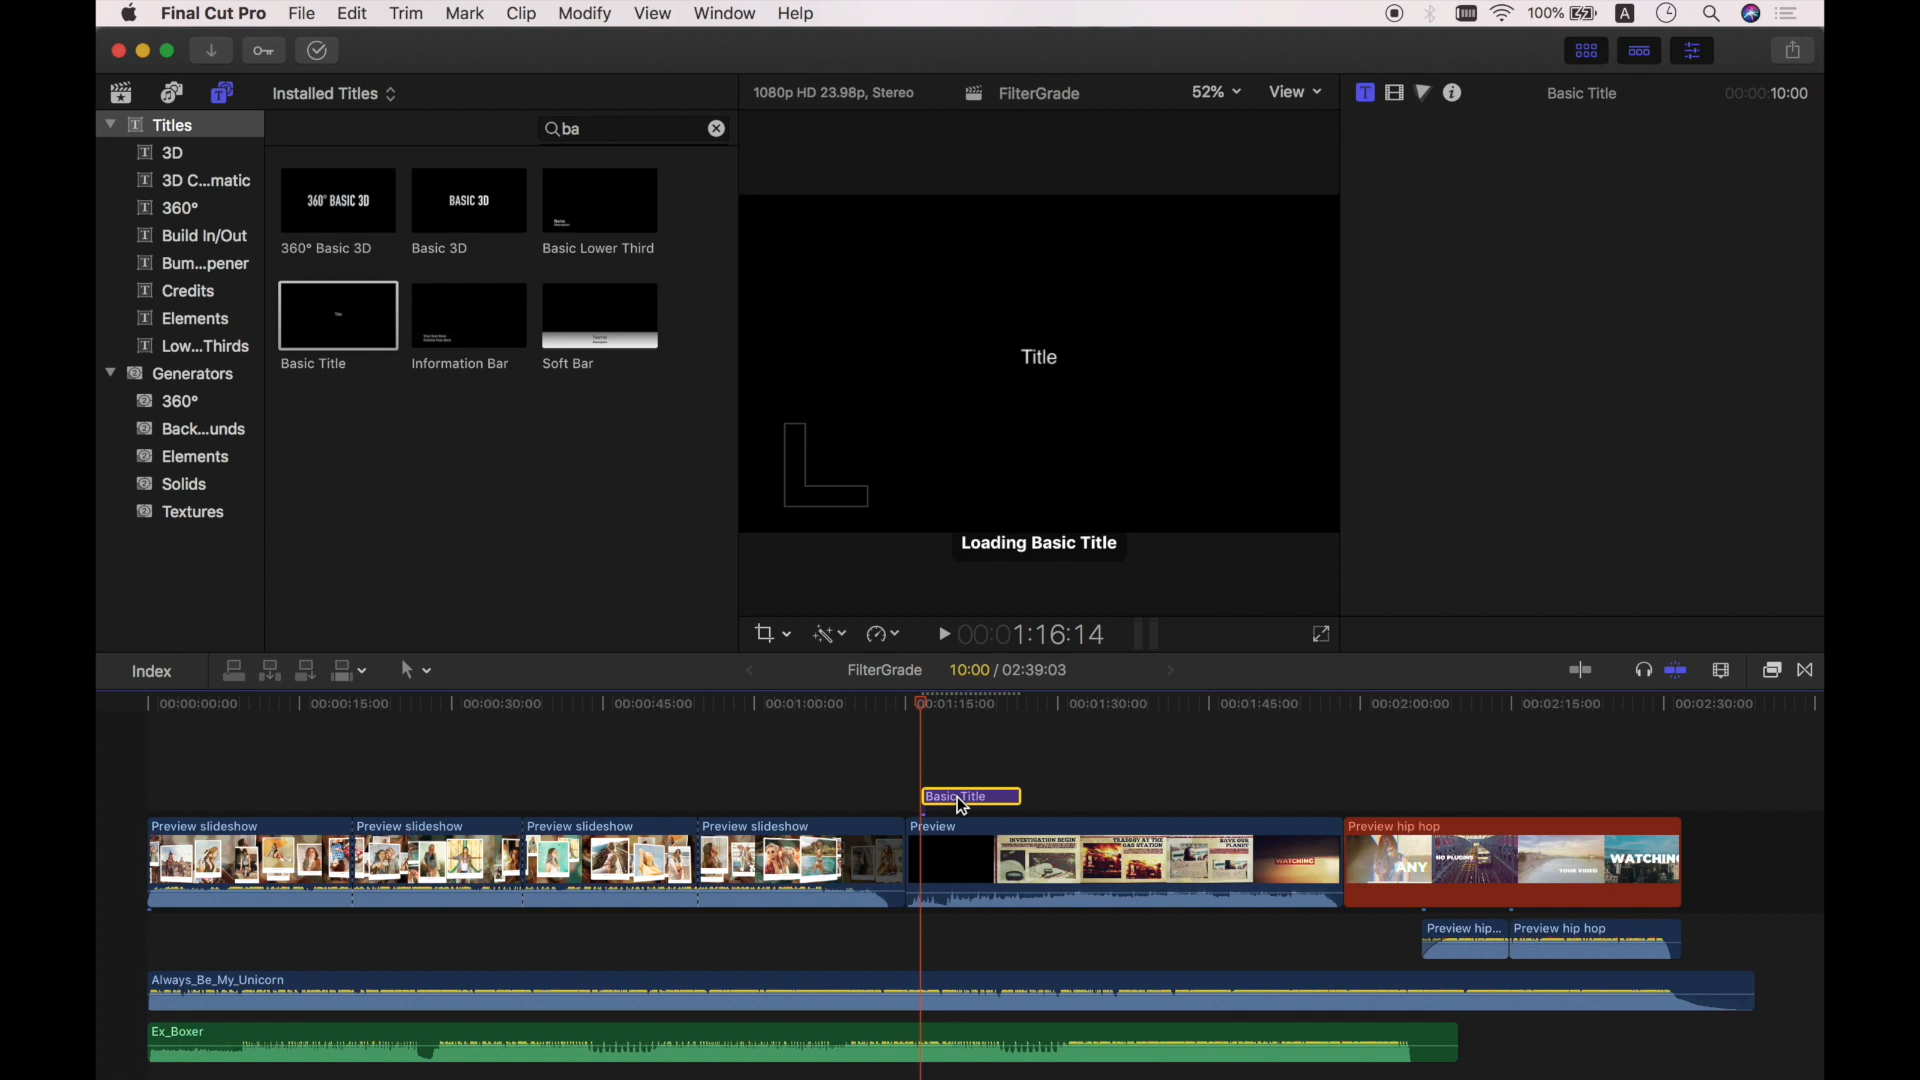 Final Cut Pro File Edit Trim Mark Clip Modify View Window Help 100% A
Installed Titles 1080p HD 23.98p, Stereo FilterGrade 52% View T Basic Title 00:00:10:00
Titles
ba
3D
3D C...matic
360°
Build In/Out
Bum...pener
Credits
Elements
Low...Thirds
Generators
360°
Back...unds
Elements
Solids
Textures
360° BASIC 3D
BASIC 3D
Name
360° Basic 3D
Basic 3D
Basic Lower Third
Title
Name
Basic Title
Information Bar
Soft Bar
Title
Loading Basic Title
00:01:16:14
Index FilterGrade 10:00 / 02:39:03
00:00:00:00 00:00:15:00 00:00:30:00 00:00:45:00 00:01:00:00 00:01:15:00 00:01:30:00 00:01:45:00 00:02:00:00 00:02:15:00 00:02:30:00
Basic Title
Preview slideshow Preview slideshow Preview slideshow Preview slideshow Preview Preview hip hop
INVESTIGATION BEGIN
TRAGEDY AT THE
GAS STATION
SAVE OUR
PLANET
WATCHING
ANY
NO PLUGINS
YOUR VIDEO
WATCHING
Preview hip... Preview hip hop
Always_Be_My_Unicorn
Ex_Boxer